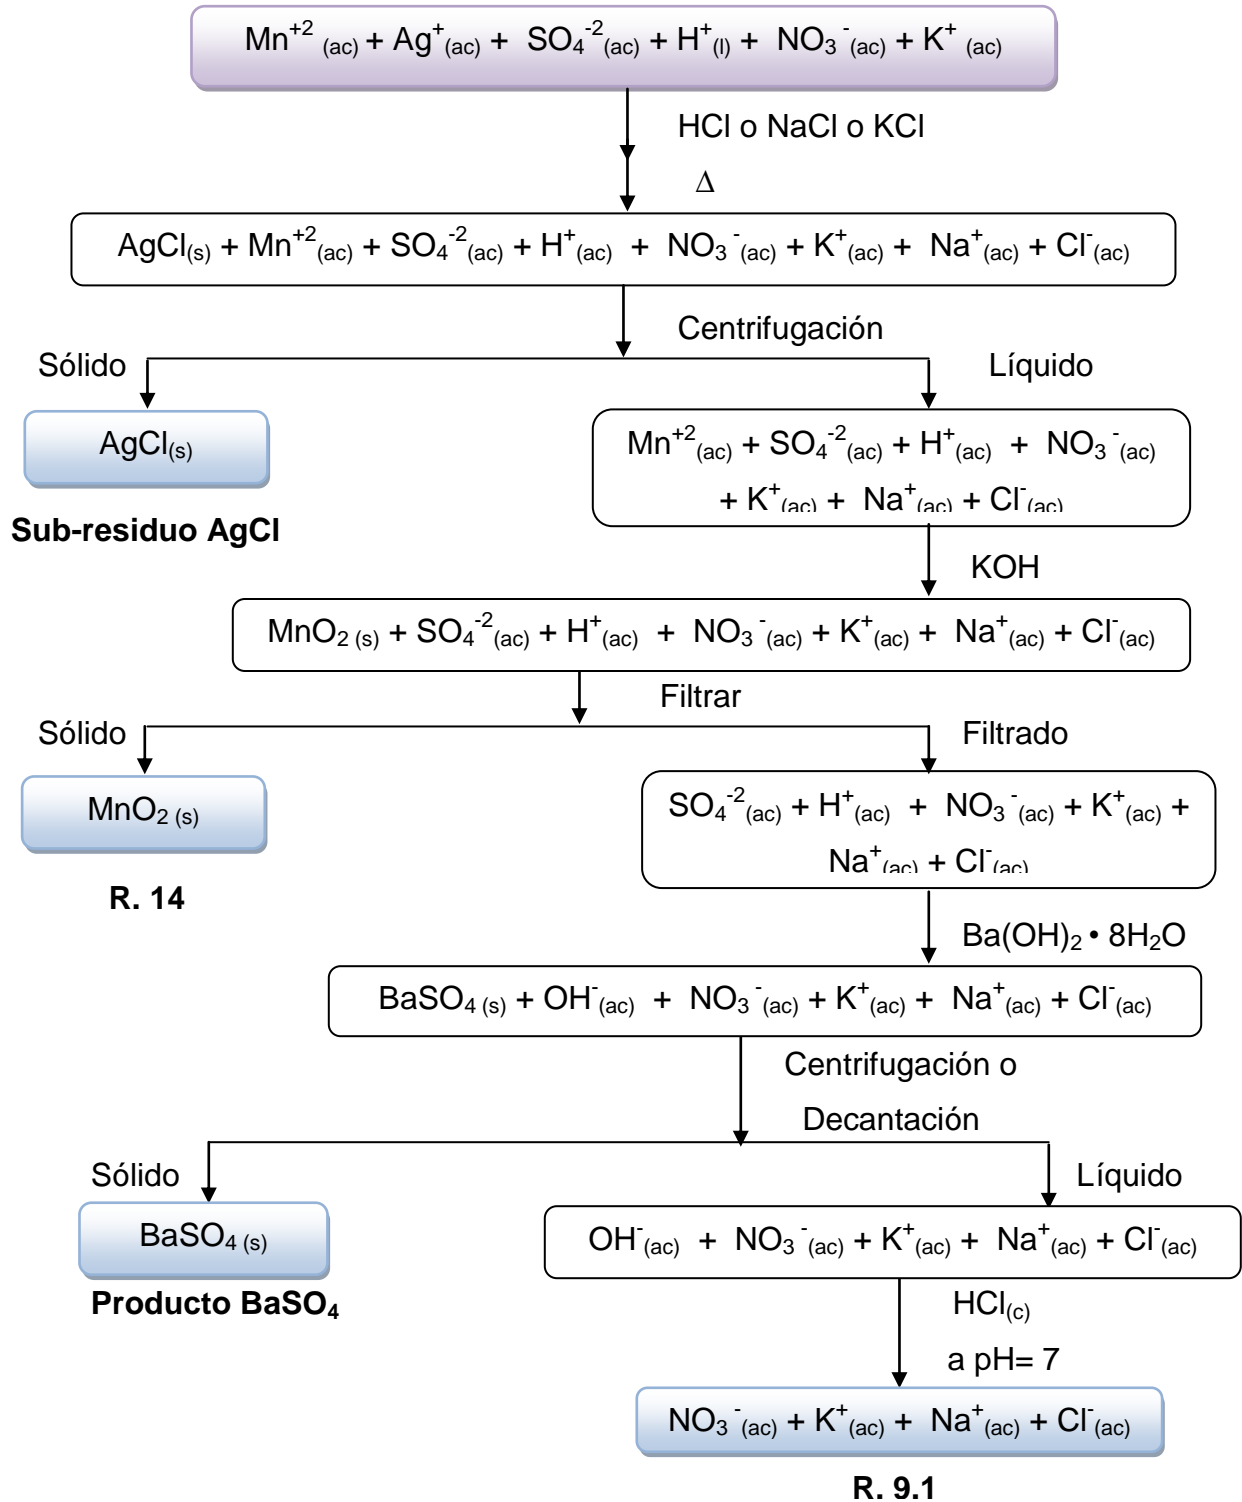 Mn⁺² (ac) + Ag⁺(ac) + SO₄⁻²(ac) + H⁺(l) + NO₃⁻(ac) + K⁺ (ac)
HCl o NaCl o KCl
Δ
AgCl(s) + Mn⁺²(ac) + SO₄⁻²(ac) + H⁺(ac) + NO₃⁻(ac) + K⁺(ac) + Na⁺(ac) + Cl⁻(ac)
Centrifugación
Sólido
Líquido
AgCl(s)
Sub-residuo AgCl
Mn⁺²(ac) + SO₄⁻²(ac) + H⁺(ac) + NO₃⁻(ac)
+ K⁺(ac) + Na⁺(ac) + Cl⁻(ac)
KOH
MnO₂ (s) + SO₄⁻²(ac) + H⁺(ac) + NO₃⁻(ac) + K⁺(ac) + Na⁺(ac) + Cl⁻(ac)
Filtrar
Sólido
Filtrado
MnO₂ (s)
R. 14
SO₄⁻²(ac) + H⁺(ac) + NO₃⁻(ac) + K⁺(ac) +
Na⁺(ac) + Cl⁻(ac)
Ba(OH)₂ • 8H₂O
BaSO₄ (s) + OH⁻(ac) + NO₃⁻(ac) + K⁺(ac) + Na⁺(ac) + Cl⁻(ac)
Centrifugación o
Decantación
Sólido
Líquido
BaSO₄ (s)
Producto BaSO₄
OH⁻(ac) + NO₃⁻(ac) + K⁺(ac) + Na⁺(ac) + Cl⁻(ac)
HCl(c)
a pH= 7
NO₃⁻(ac) + K⁺(ac) + Na⁺(ac) + Cl⁻(ac)
R. 9.1